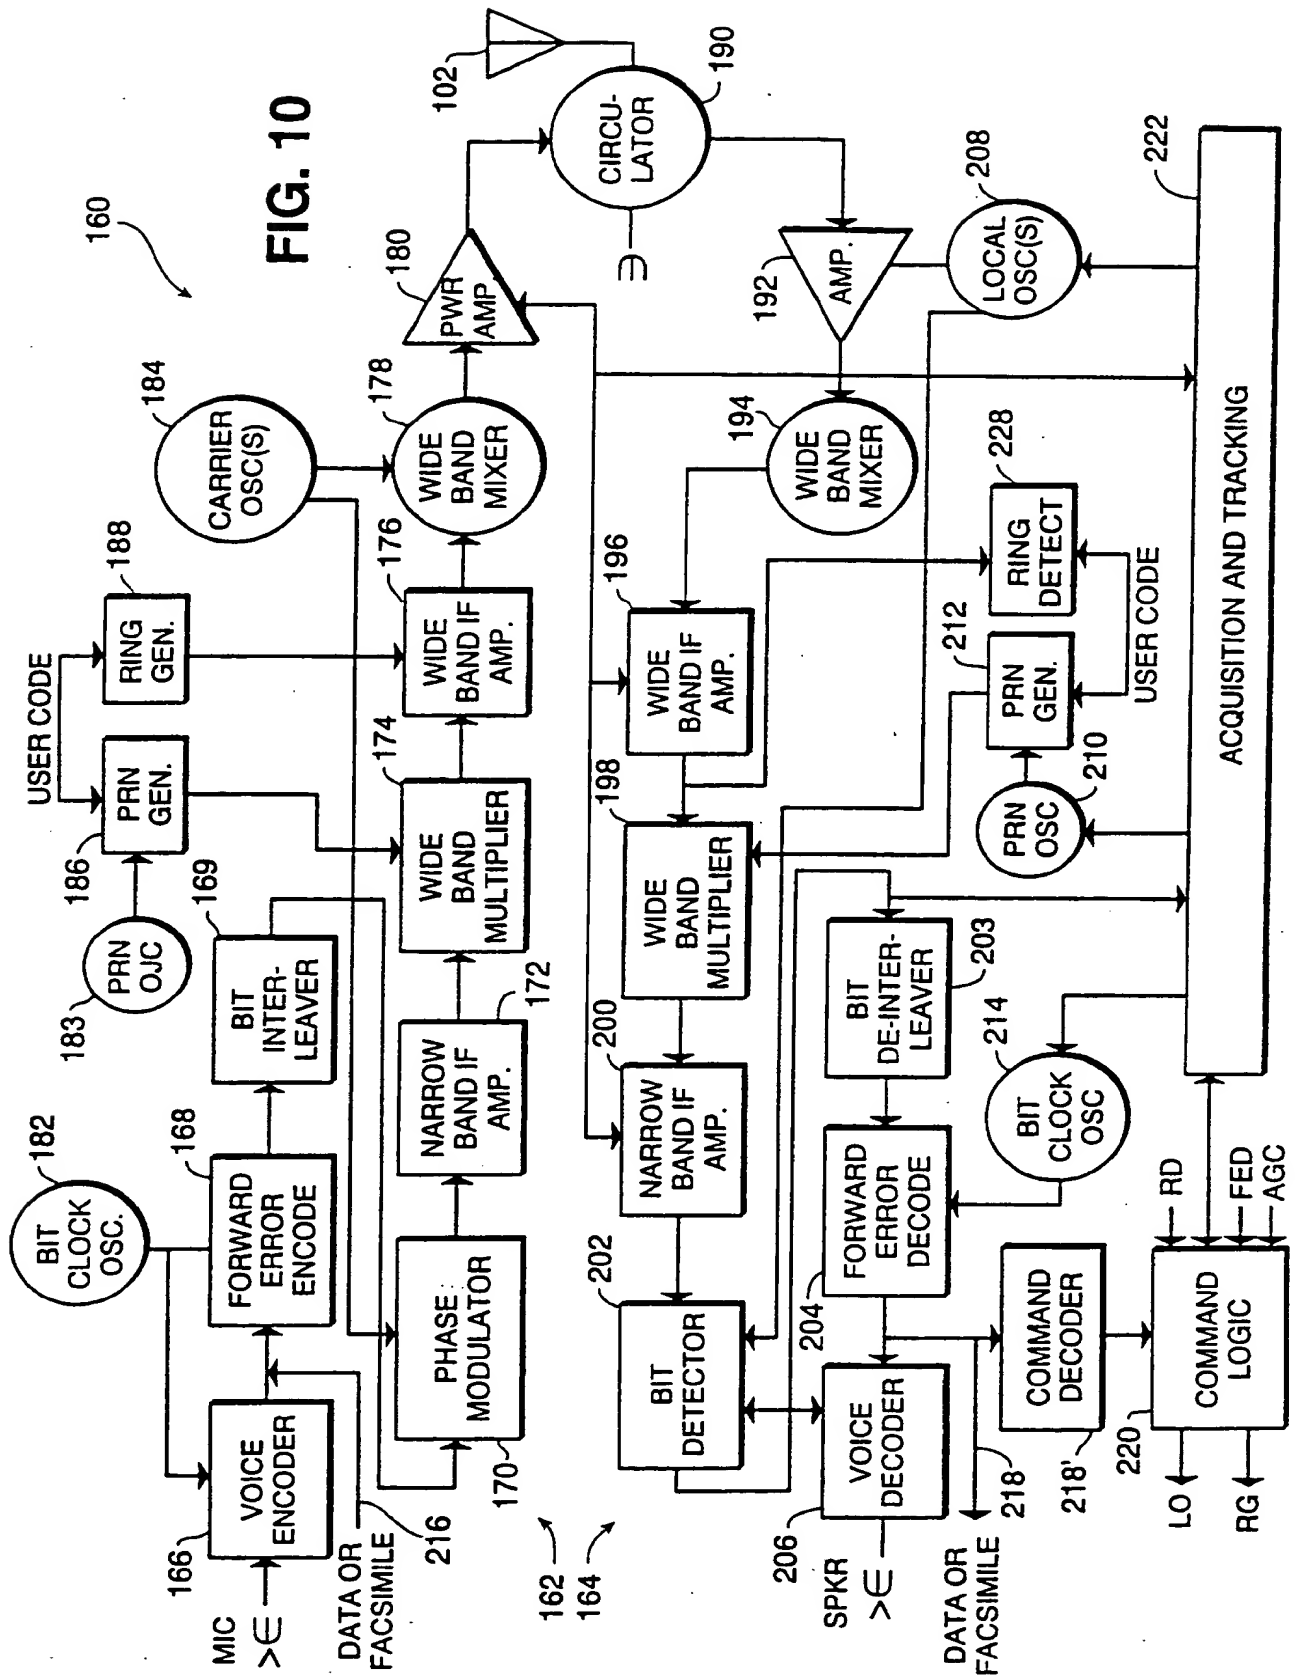 FIG. 10
160
USER CODE
186
PRN
GEN.
RING
GEN.
188
184
CARRIER
OSC(S)
183
PRN
OJC
182
BIT
CLOCK
OSC.
166
VOICE
ENCODER
168
FORWARD
ERROR
ENCODE
169
BIT
INTER-
LEAVER
MIC
>∈
DATA OR
FACSIMILE
216
170
PHASE
MODULATOR
NARROW
BAND IF
AMP.
172
174
WIDE
BAND
MULTIPLIER
176
WIDE
BAND IF
AMP.
178
WIDE
BAND
MIXER
180
PWR
AMP
102
CIRCU-
LATOR
190
∋
162
164
202
BIT
DETECTOR
200
NARROW
BAND IF
AMP.
198
WIDE
BAND
MULTIPLIER
196
WIDE
BAND IF
AMP.
194
WIDE
BAND
MIXER
192
AMP.
LOCAL
OSC(S)
208
206
VOICE
DECODER
204
FORWARD
ERROR
DECODE
BIT
DE-INTER-
LEAVER
203
SPKR
>∈
DATA OR
FACSIMILE
218
COMMAND
DECODER
218'
214
BIT
CLOCK
OSC
PRN
OSC
210
212
PRN
GEN.
RING
DETECT
228
USER CODE
220
COMMAND
LOGIC
LO
RG
RD
FED
AGC
ACQUISITION AND TRACKING
222